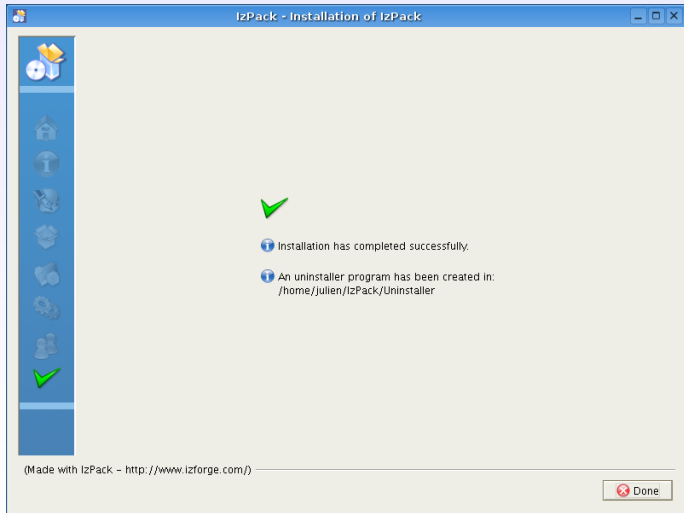 IzPack - Installation of IzPack
Installation has completed successfully.
An uninstaller program has been created in:
/home/julien/IzPack/Uninstaller
(Made with IzPack - http://www.izforge.com/)
Done